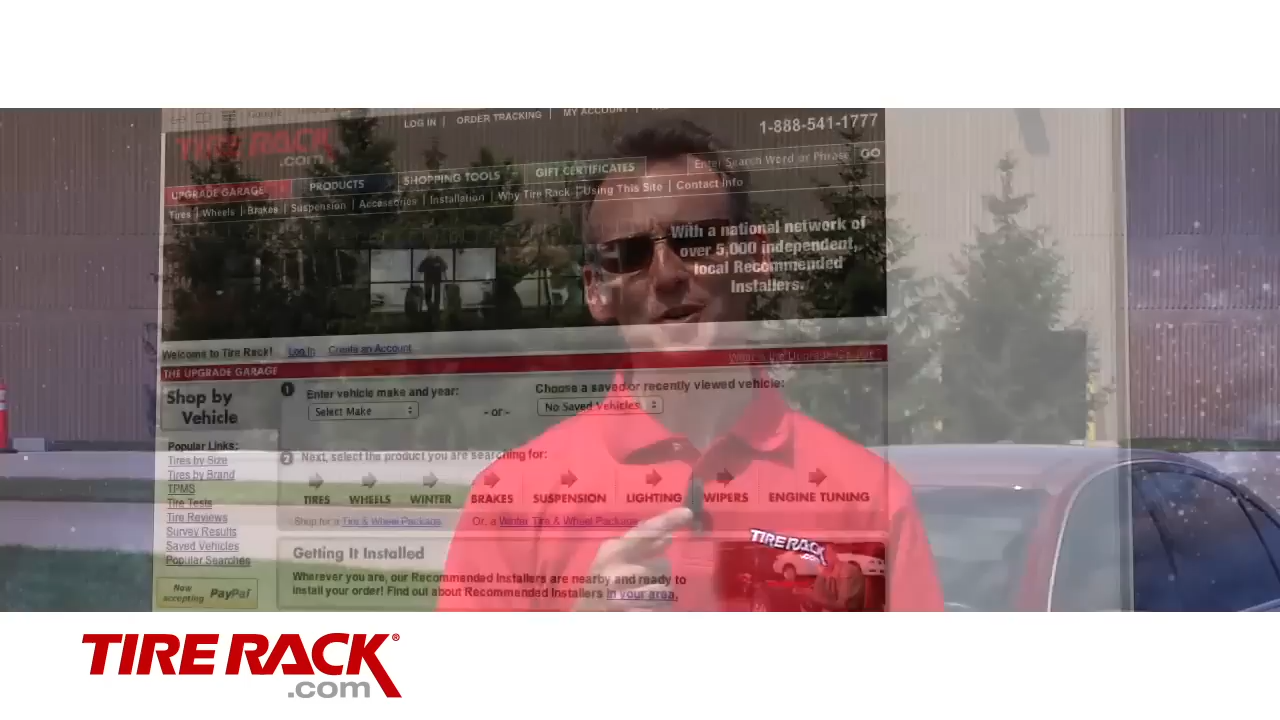 LOG IN | ORDER TRACKING | MY ACCOUNT |
1-888-541-1777
TIRE RACK
.com
Enter Search Word or Phrase GO
UPGRADE GARAGE PRODUCTS SHOPPING TOOLS GIFT CERTIFICATES
Tires | Wheels | Brakes | Suspension | Accessories | Installation | Why Tire Rack | Using This Site | Contact Info
With a national network of
over 5,000 independent,
local Recommended
Installers.
Welcome to Tire Rack! Log In Create an Account
THE UPGRADE GARAGE What is the Upgrade Garage?
Shop by
Vehicle
1 Enter vehicle make and year:
Select Make
- or -
Choose a saved or recently viewed vehicle:
No Saved Vehicles
2 Next, select the product you are searching for:
TIRES WHEELS WINTER BRAKES SUSPENSION LIGHTING WIPERS ENGINE TUNING
Shop for a Tire & Wheel Package Or, a Winter Tire & Wheel Package
Popular Links:
Tires by Size
Tires by Brand
TPMS
Tire Tests
Tire Reviews
Survey Results
Saved Vehicles
Popular Searches
Now
accepting PayPal
Getting It Installed
Wherever you are, our Recommended Installers are nearby and ready to
install your order! Find out about Recommended Installers in your area.
TIRE RACK
.com
TIRE RACK®
.com